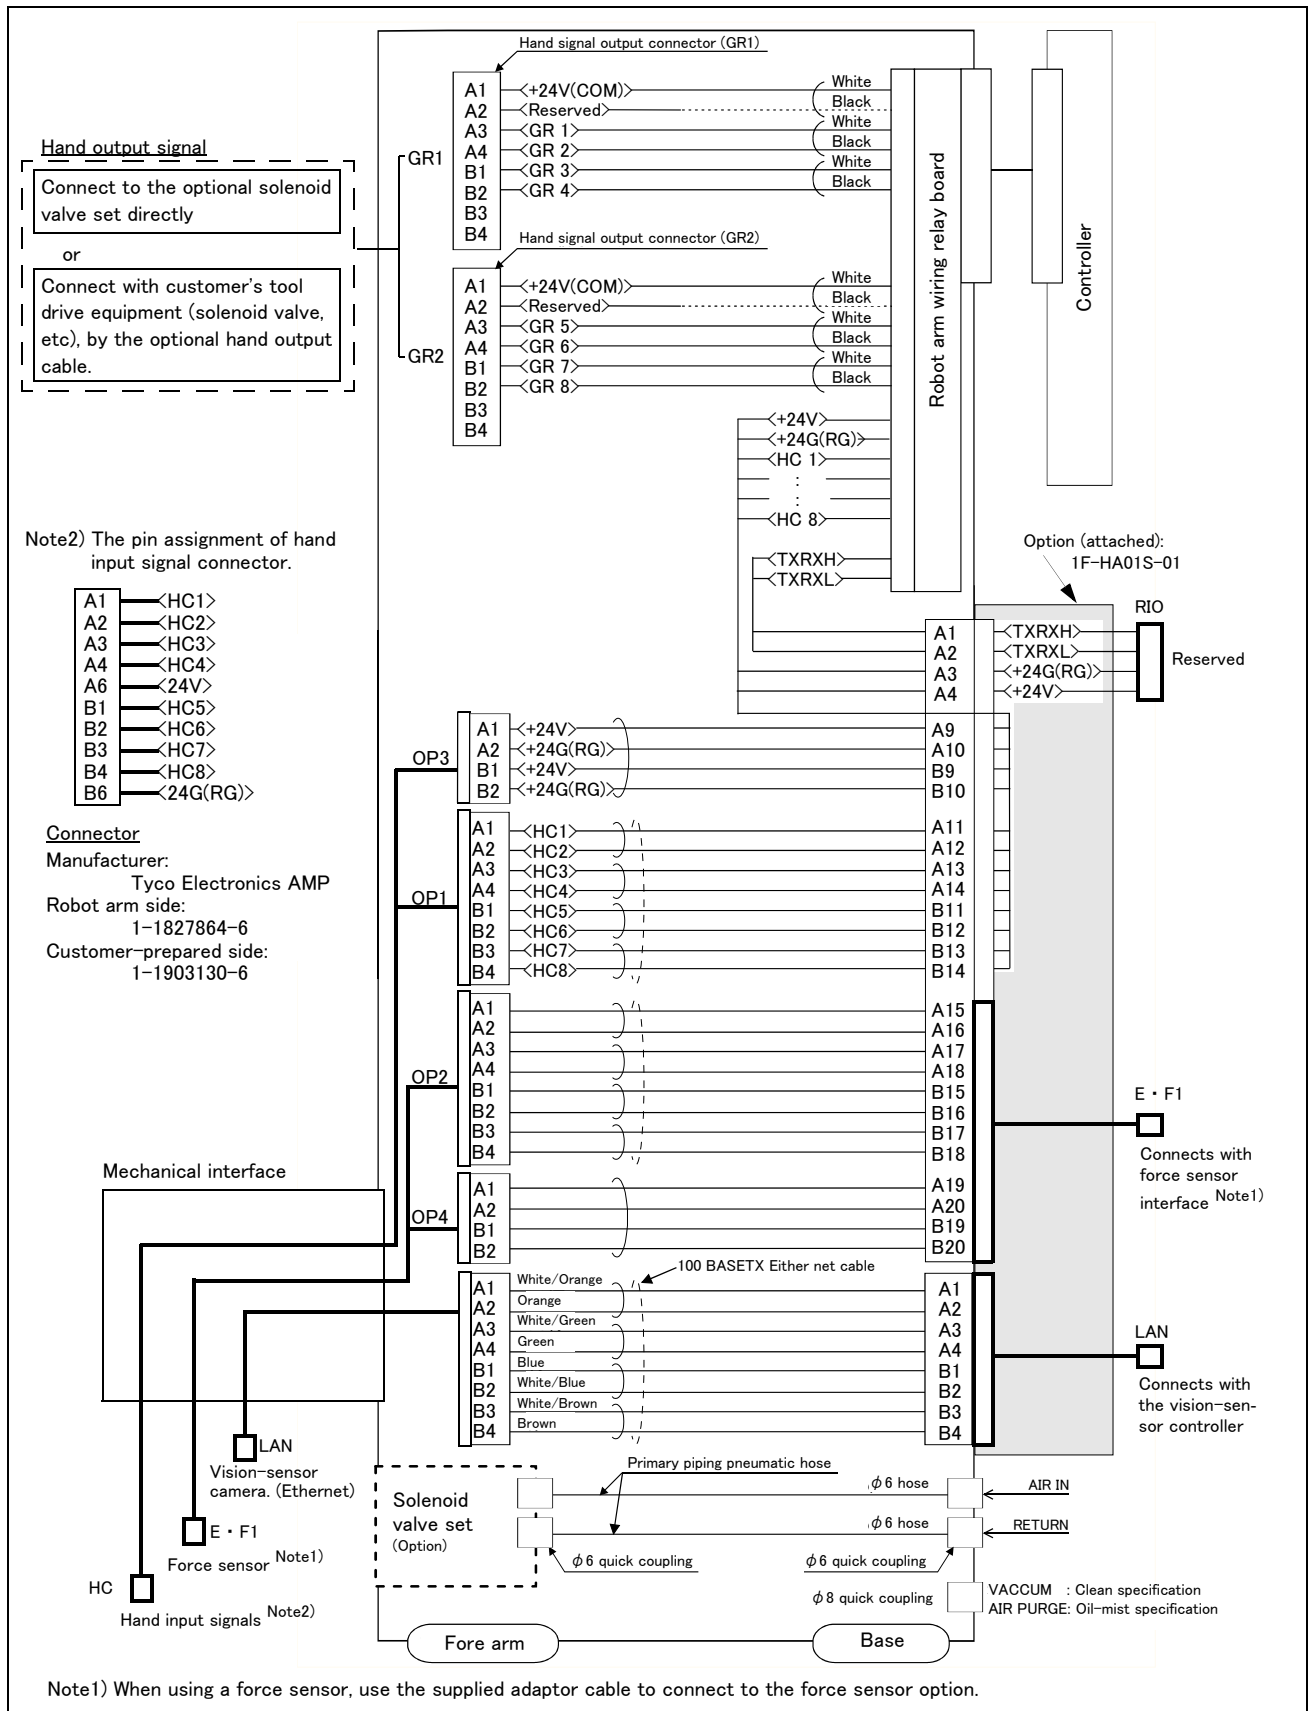 Hand signal output connector (GR1)
A1 <+24V(COM)> White
A2 <Reserved> Black
A3 <GR 1> White
A4 <GR 2> Black
B1 <GR 3> White
B2 <GR 4> Black
B3
B4
GR1
Hand output signal
Connect to the optional solenoid
valve set directly
or
Connect with customer's tool
drive equipment (solenoid valve,
etc), by the optional hand output
cable.
Hand signal output connector (GR2)
A1 <+24V(COM)> White
A2 <Reserved> Black
A3 <GR 5> White
A4 <GR 6> Black
B1 <GR 7> White
B2 <GR 8> Black
B3
B4
GR2
Robot arm wiring relay board
Controller
<+24V>
<+24G(RG)>
<HC 1>
:
:
<HC 8>
<TXRXH>
<TXRXL>
Note2) The pin assignment of hand
input signal connector.
A1 <HC1>
A2 <HC2>
A3 <HC3>
A4 <HC4>
A6 <24V>
B1 <HC5>
B2 <HC6>
B3 <HC7>
B4 <HC8>
B6 <24G(RG)>
Connector
Manufacturer:
Tyco Electronics AMP
Robot arm side:
1-1827864-6
Customer-prepared side:
1-1903130-6
Option (attached):
1F-HA01S-01
RIO
Reserved
A1 <TXRXH>
A2 <TXRXL>
A3 <+24G(RG)>
A4 <+24V>
OP3
A1 <+24V> A9
A2 <+24G(RG)> A10
B1 <+24V> B9
B2 <+24G(RG)> B10
OP1
A1 <HC1> A11
A2 <HC2> A12
A3 <HC3> A13
A4 <HC4> A14
B1 <HC5> B11
B2 <HC6> B12
B3 <HC7> B13
B4 <HC8> B14
OP2
A1 A15
A2 A16
A3 A17
A4 A18
B1 B15
B2 B16
B3 B17
B4 B18
E・F1
Connects with
force sensor
interface Note1)
Mechanical interface
OP4
A1 A19
A2 A20
B1 B19
B2 B20
100 BASETX Either net cable
A1 White/Orange A1
A2 Orange A2
A3 White/Green A3
A4 Green A4
B1 Blue B1
B2 White/Blue B2
B3 White/Brown B3
B4 Brown B4
LAN
Connects with
the vision-sen-
sor controller
LAN
Vision-sensor
camera. (Ethernet)
E・F1
Force sensor Note1)
HC
Hand input signals Note2)
Primary piping pneumatic hose
Solenoid
valve set
(Option)
φ6 hose AIR IN
φ6 hose RETURN
φ6 quick coupling φ6 quick coupling
φ8 quick coupling
VACCUM : Clean specification
AIR PURGE: Oil-mist specification
Fore arm Base
Note1) When using a force sensor, use the supplied adaptor cable to connect to the force sensor option.